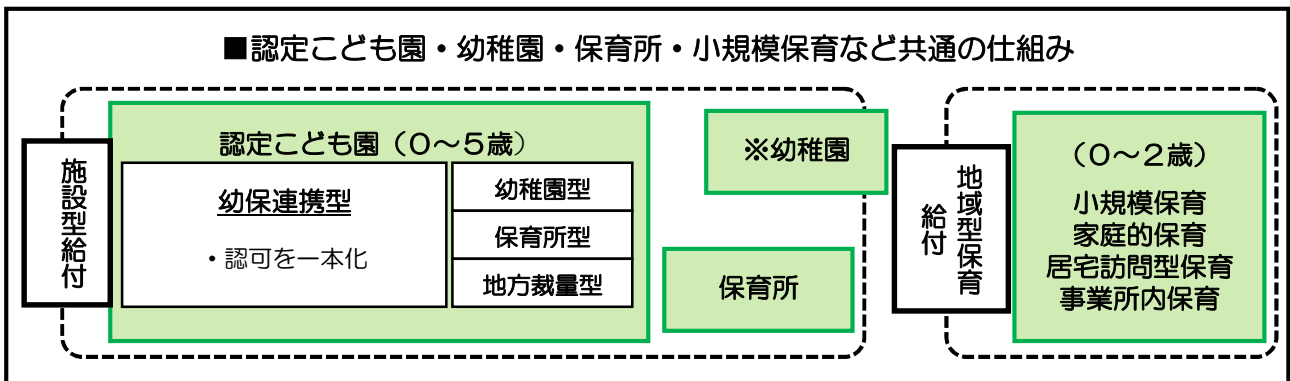 ■認定こども園・幼稚園・保育所・小規模保育など共通の仕組み
施設型給付
認定こども園（０～５歳）
幼保連携型
・認可を一本化
幼稚園型
保育所型
地方裁量型
※幼稚園
保育所
地域型保育
給付
（０～２歳）
小規模保育
家庭的保育
居宅訪問型保育
事業所内保育